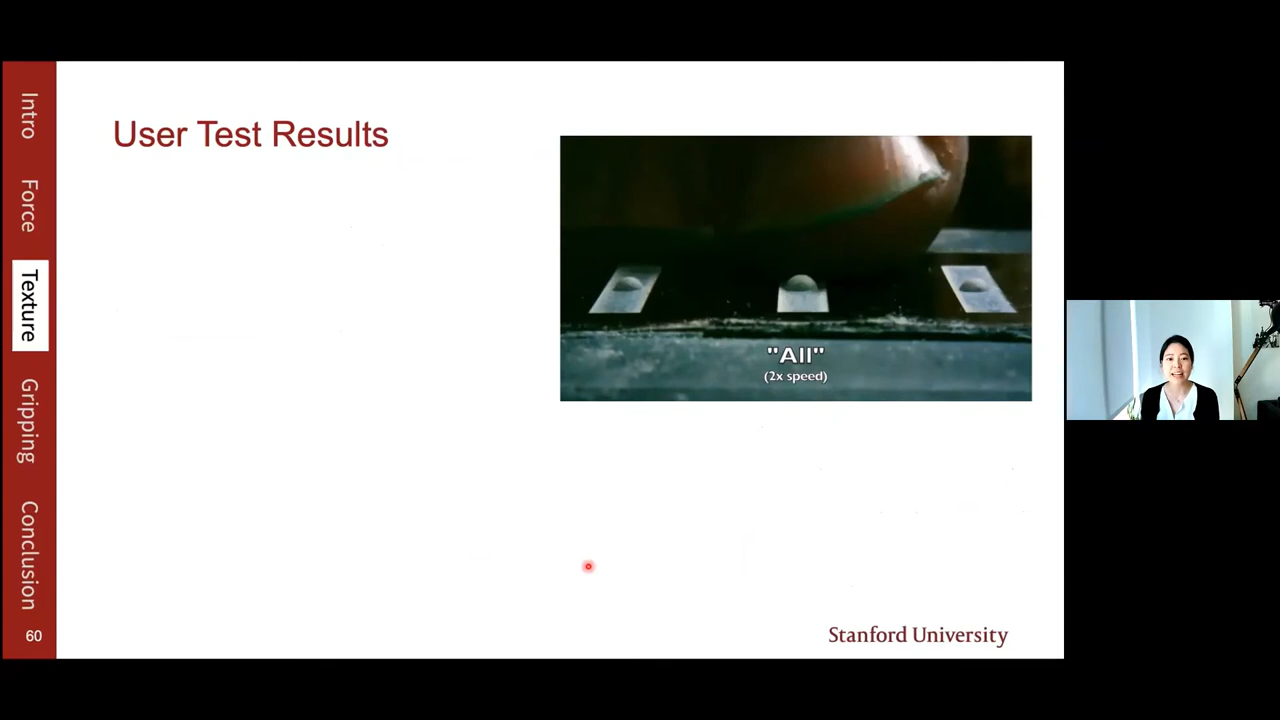 Intro
Force
Texture
Gripping
Conclusion
60
User Test Results
"All"
(2x speed)
Stanford University